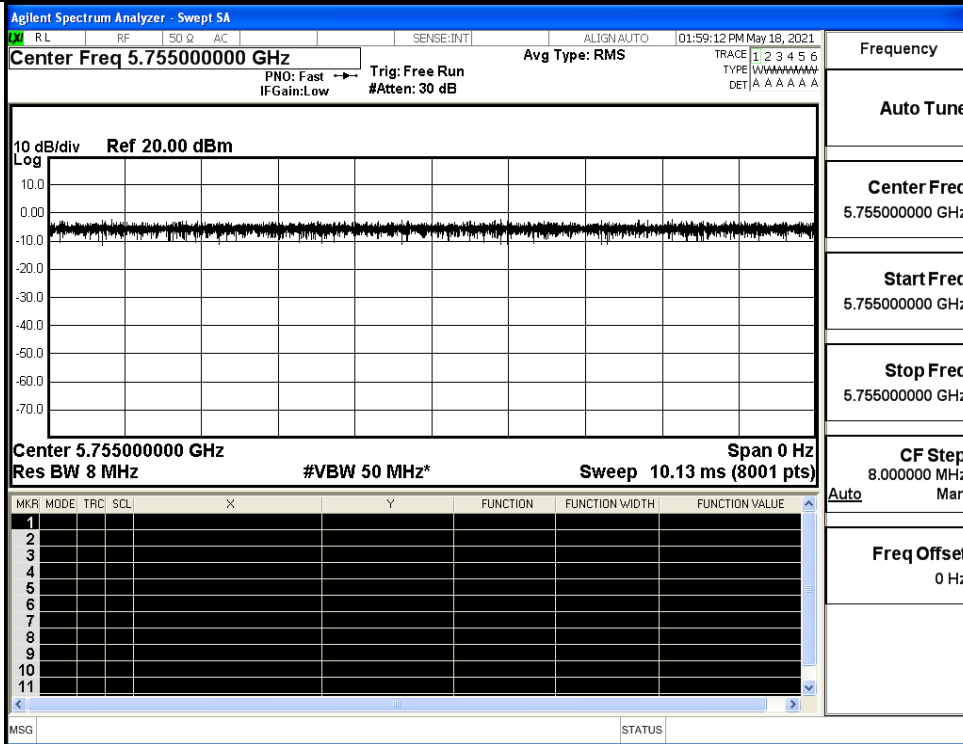 Agilent Spectrum Analyzer - Swept SA
LXI RL RF 50 Ω AC SENSE:INT ALIGN AUTO 01:59:12 PM May 18, 2021
Center Freq 5.755000000 GHz
PNO: Fast
IFGain:Low
Trig: Free Run
#Atten: 30 dB
Avg Type: RMS
TRACE 1 2 3 4 5 6
TYPE WWWWWW
DET A A A A A A
10 dB/div Ref 20.00 dBm
Log
10.0
0.00
-10.0
-20.0
-30.0
-40.0
-50.0
-60.0
-70.0
Center 5.755000000 GHz Span 0 Hz
Res BW 8 MHz #VBW 50 MHz* Sweep 10.13 ms (8001 pts)
MKR MODE TRC SCL X Y FUNCTION FUNCTION WIDTH FUNCTION VALUE
1
2
3
4
5
6
7
8
9
10
11
MSG STATUS
Frequency
Auto Tune
Center Freq
5.755000000 GHz
Start Freq
5.755000000 GHz
Stop Freq
5.755000000 GHz
CF Step
8.000000 MHz
Auto Man
Freq Offset
0 Hz